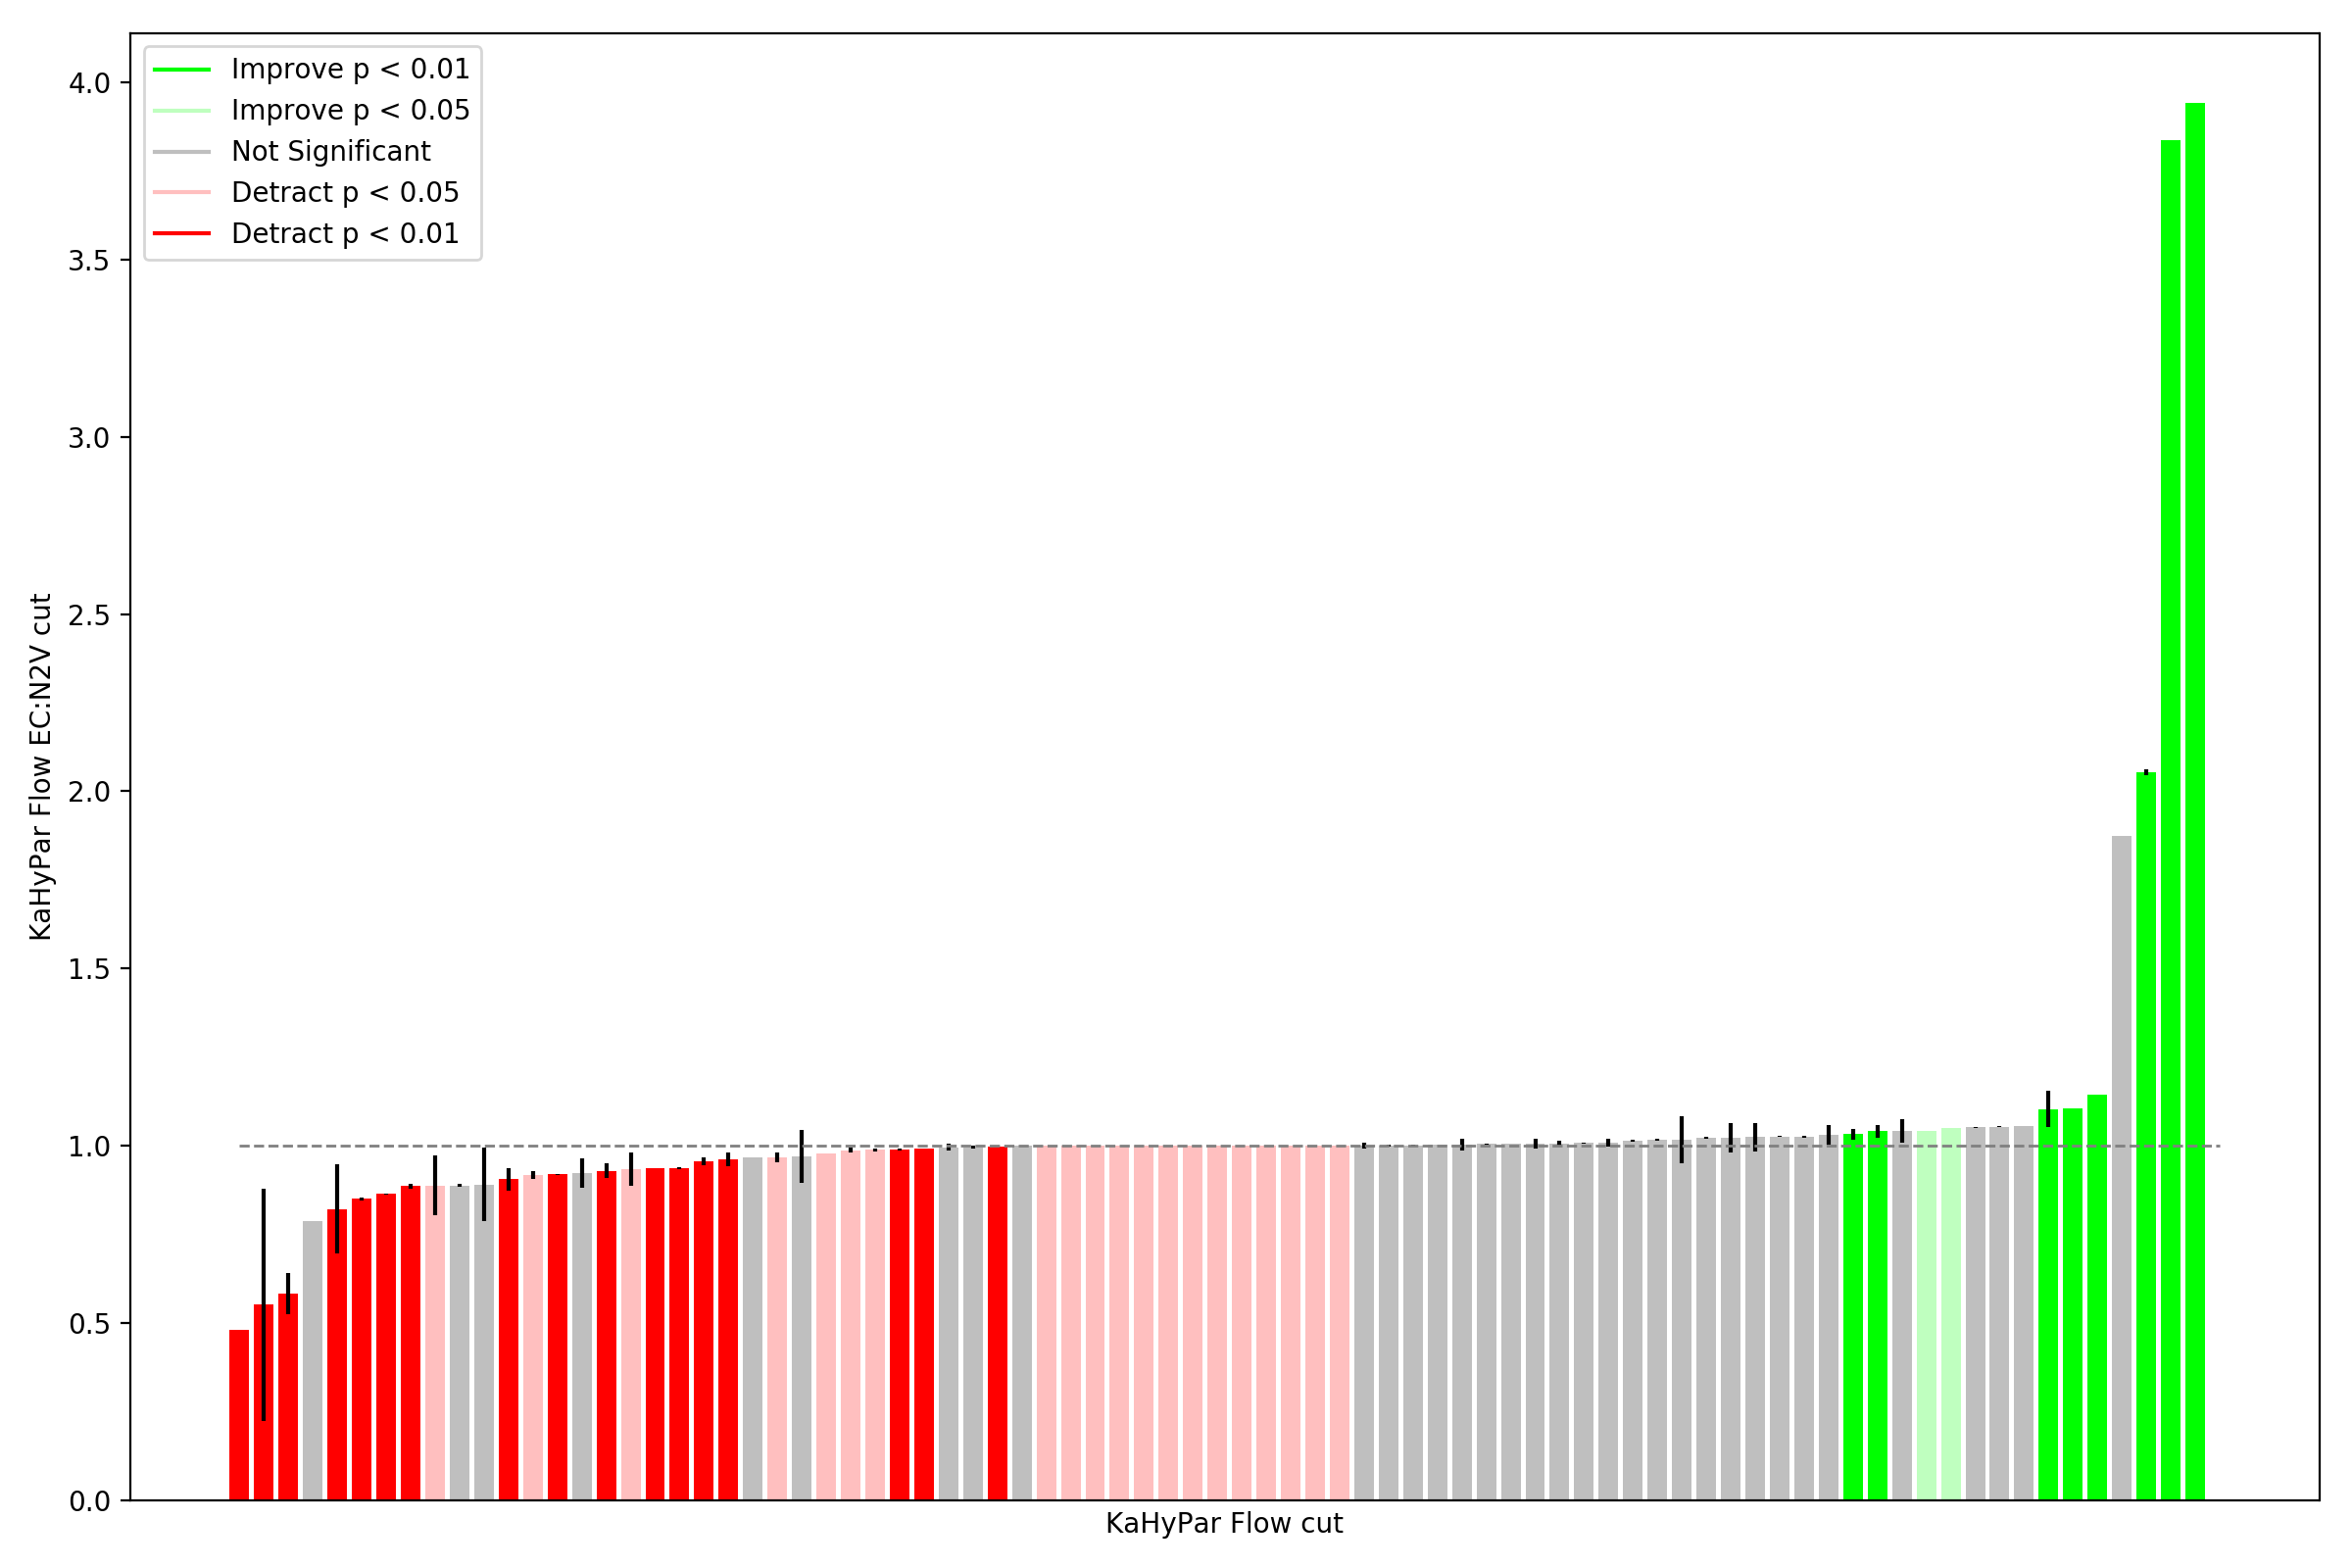 Improve p < 0.01
Improve p < 0.05
Not Significant
Detract p < 0.05
Detract p < 0.01
4.0
3.5
3.0
2.5
2.0
1.5
1.0
0.5
0.0
KaHyPar Flow EC:N2V cut
KaHyPar Flow cut